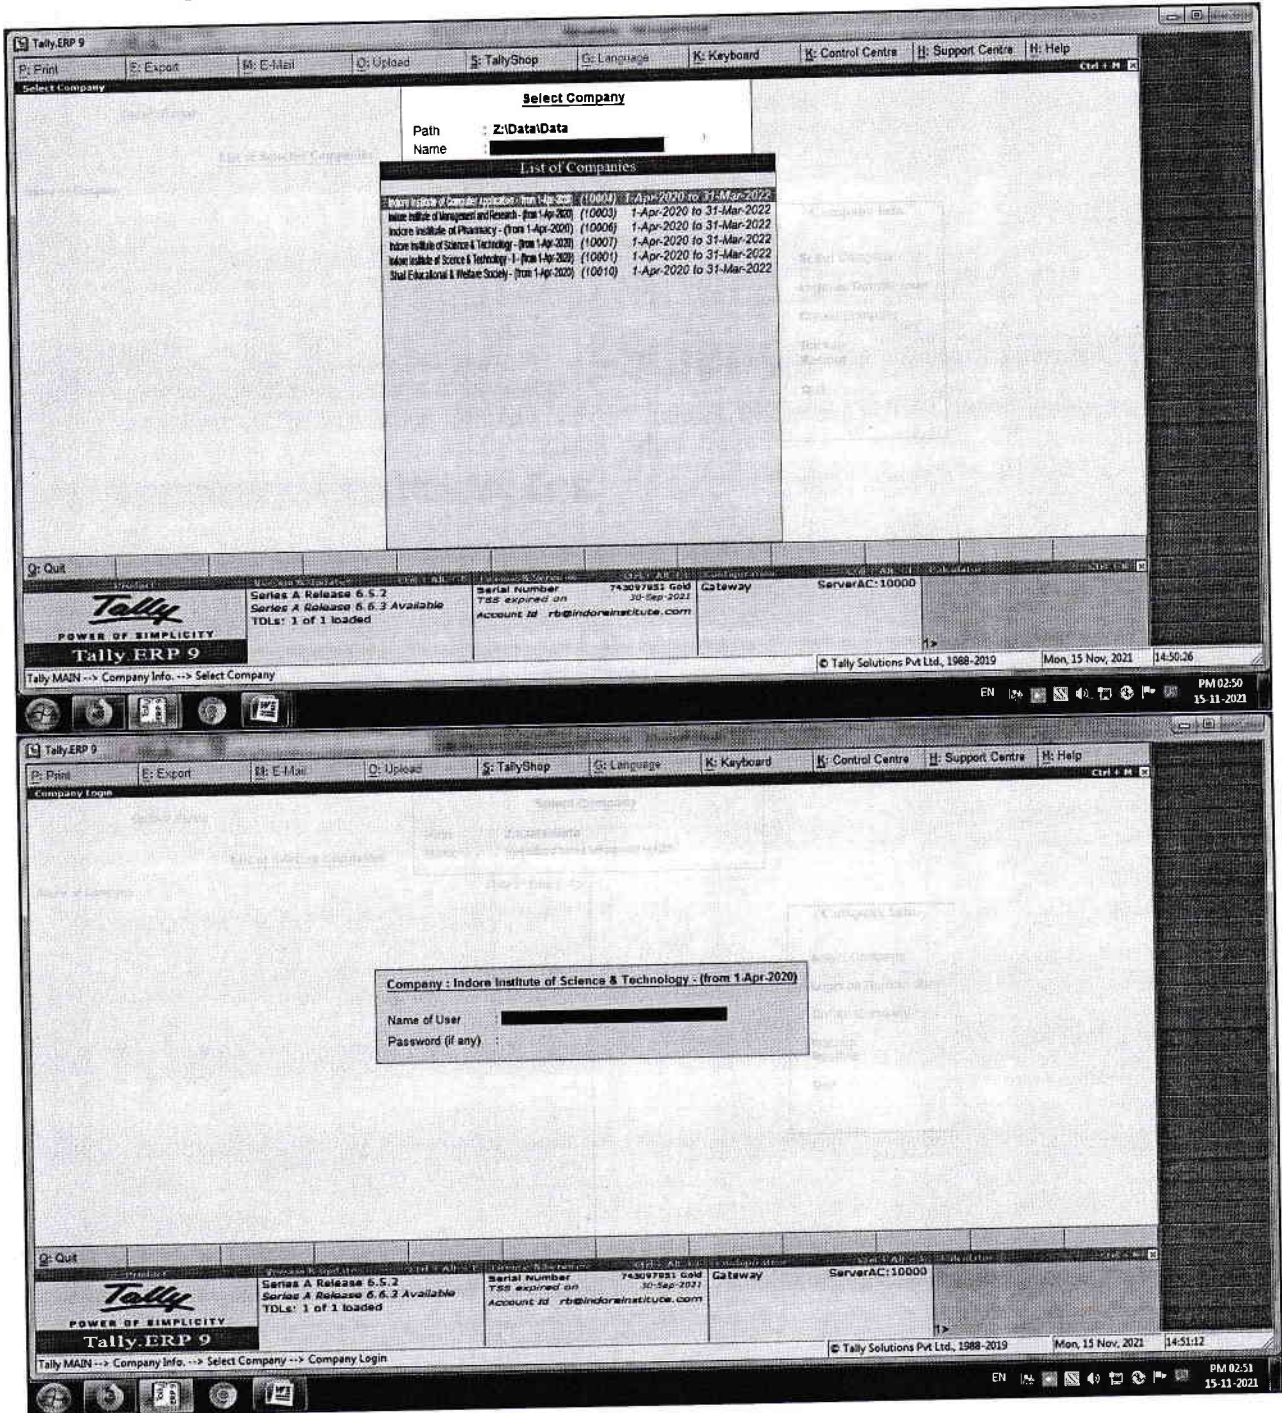 Tally.ERP 9
P: Print E: Export M: E-Mail O: Upload S: TallyShop G: Language K: Keyboard K: Control Centre H: Support Centre H: Help
Select Company Ctrl + M
Select Company
Path : Z:\Data\Data
Name :
List of Companies
Indore Institute of Computer Application - (from 1-Apr-2020) (10004) 1-Apr-2020 to 31-Mar-2022
Indore Institute of Management and Research - (from 1-Apr-2020) (10003) 1-Apr-2020 to 31-Mar-2022
Indore Institute of Pharmacy - (from 1-Apr-2020) (10006) 1-Apr-2020 to 31-Mar-2022
Indore Institute of Science & Technology - (from 1-Apr-2020) (10007) 1-Apr-2020 to 31-Mar-2022
Indore Institute of Science & Technology - II - (from 1-Apr-2020) (10001) 1-Apr-2020 to 31-Mar-2022
Shail Educational & Welfare Society - (from 1-Apr-2020) (10010) 1-Apr-2020 to 31-Mar-2022
Q: Quit
Tally
POWER OF SIMPLICITY
Tally.ERP 9
Series A Release 6.5.2
Series A Release 6.6.3 Available
TDLs: 1 of 1 loaded
Serial Number 743097951 Gold
TSS expired on 30-Sep-2021
Account Id rb@indoreinstitute.com
Gateway ServerAC:10000
1>
© Tally Solutions Pvt Ltd., 1988-2019 Mon, 15 Nov, 2021 14:50:26
Tally MAIN --> Company Info. --> Select Company
EN PM 02:50
15-11-2021
Tally.ERP 9
P: Print E: Export M: E-Mail O: Upload S: TallyShop G: Language K: Keyboard K: Control Centre H: Support Centre H: Help
Company Login Ctrl + M
Company : Indore Institute of Science & Technology - (from 1-Apr-2020)
Name of User
Password (if any) :
Q: Quit
Tally
POWER OF SIMPLICITY
Tally.ERP 9
Series A Release 6.5.2
Series A Release 6.6.3 Available
TDLs: 1 of 1 loaded
Serial Number 743097951 Gold
TSS expired on 30-Sep-2021
Account Id rb@indoreinstitute.com
Gateway ServerAC:10000
1>
© Tally Solutions Pvt Ltd., 1988-2019 Mon, 15 Nov, 2021 14:51:12
Tally MAIN --> Company Info. --> Select Company --> Company Login
EN PM 02:51
15-11-2021